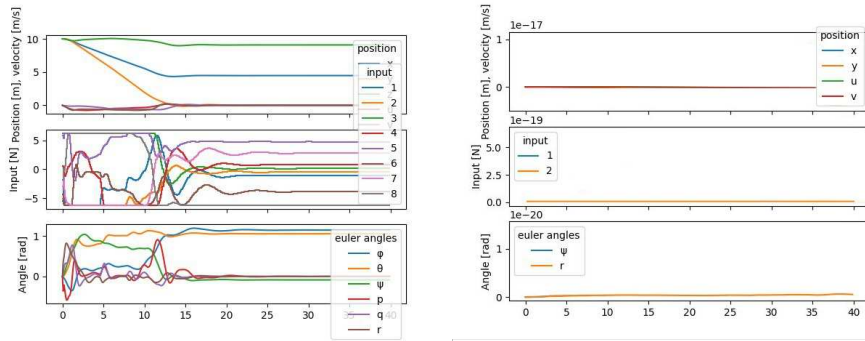 1e−17
10
5
0
Position [m], velocity [m/s]
position
input
1
2
3
4
5
6
7
8
5
0
−5
Input [N]
1
0
Angle [rad]
euler angles
φ
θ
ψ
p
q
r
0 5 10 15 20 25 30 35 40
1
0
Position [m], velocity [m/s]
position
x
y
u
v
1e−19
5.0
2.5
0.0
Input [N]
input
1
2
1e−20
5
0
Angle [rad]
euler angles
ψ
r
0 5 10 15 20 25 30 35 40